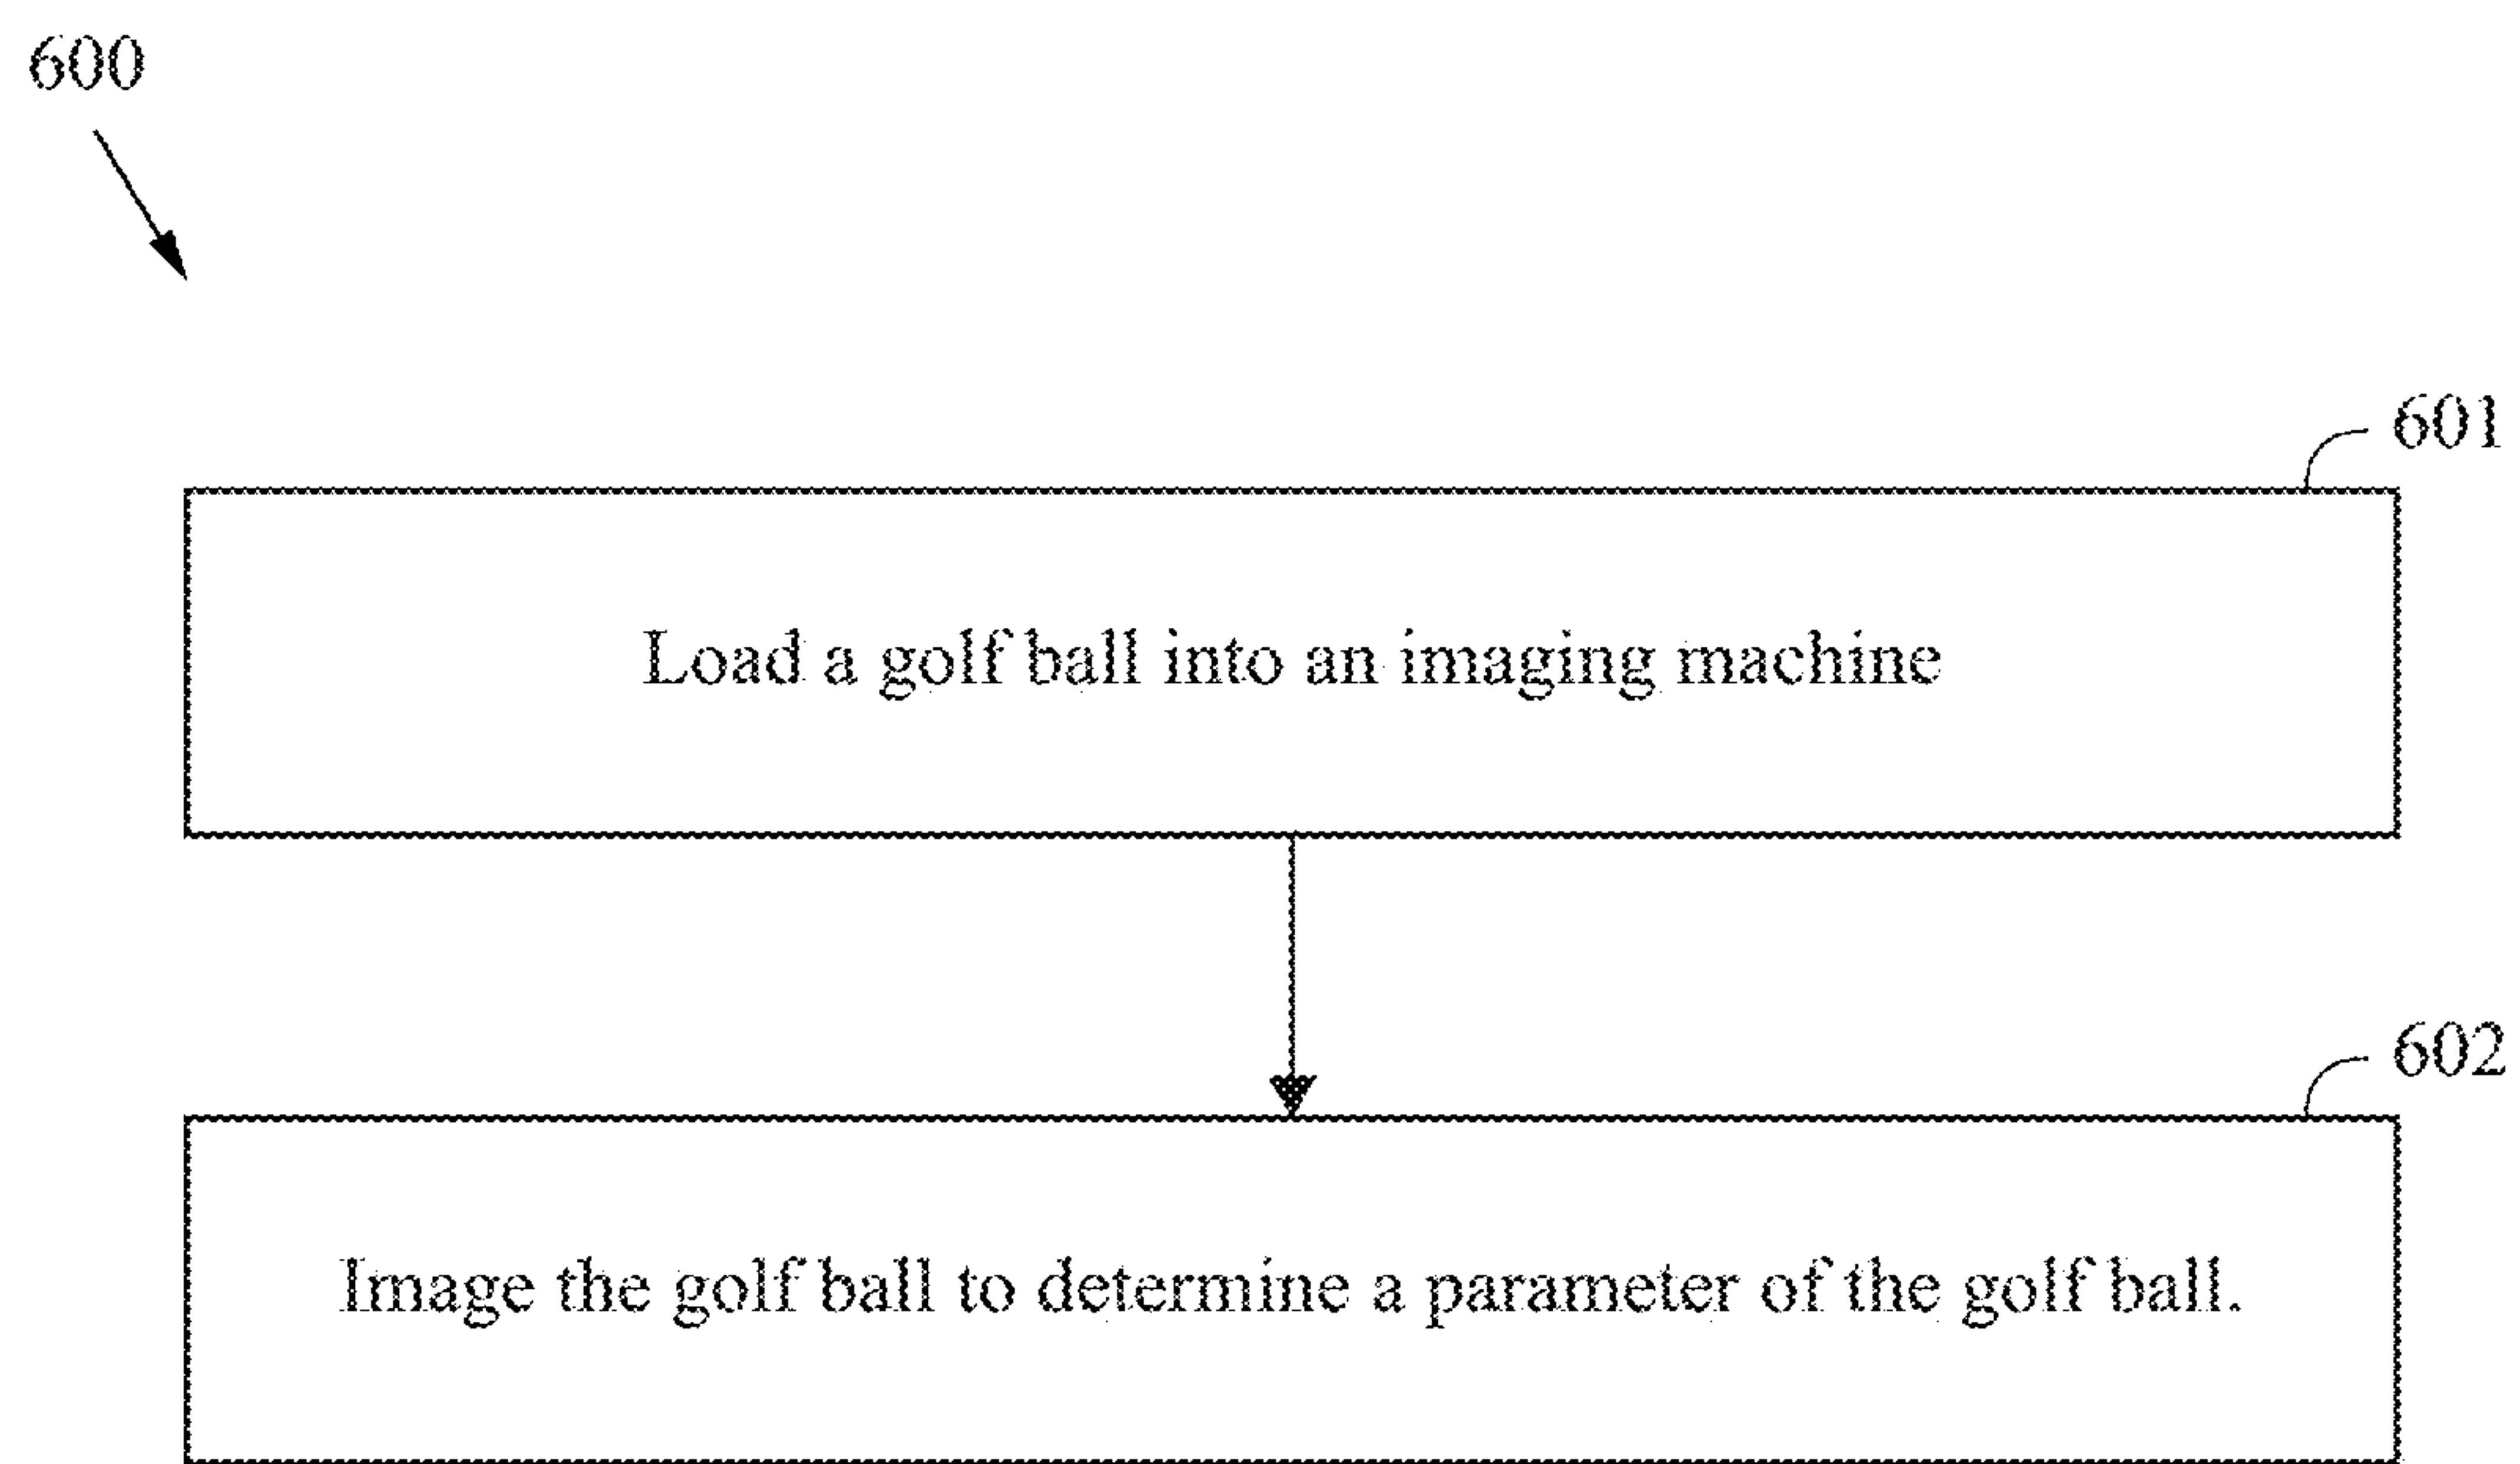 600
601
Load a golf ball into an imaging machine
602
Image the golf ball to determine a parameter of the golf ball.